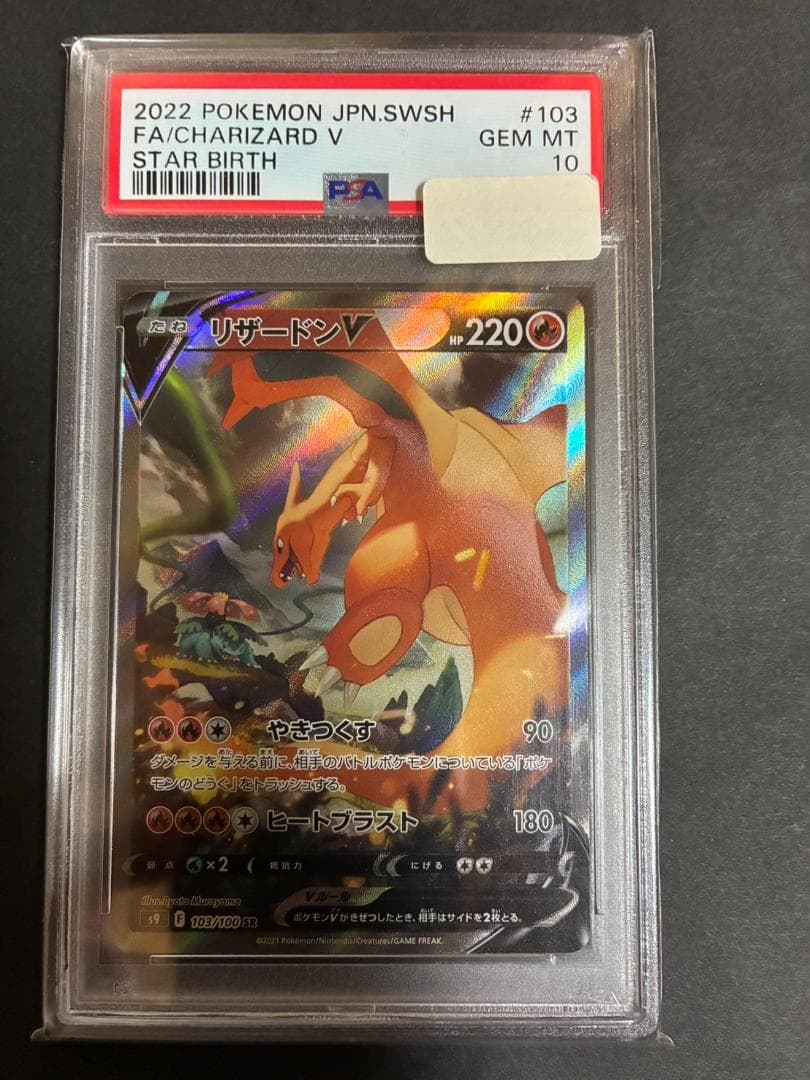 2022 POKEMON JPN.SWSH #103
FA/CHARIZARD V GEM MT
STAR BIRTH 10
PSA
たね リザードンV HP 220
やきつくす 90
ダメージを与える前に、相手のバトルポケモンについている「ポケ
モンのどうぐ」をトラッシュする。
ヒートブラスト 180
弱点 ×2 抵抗力 にげる
Vルール
Illus. Ryota Murayama
ポケモンVがきぜつしたとき、相手はサイドを2枚とる。
s9 F 103/100 SR
©2021 Pokémon/Nintendo/Creatures/GAME FREAK.